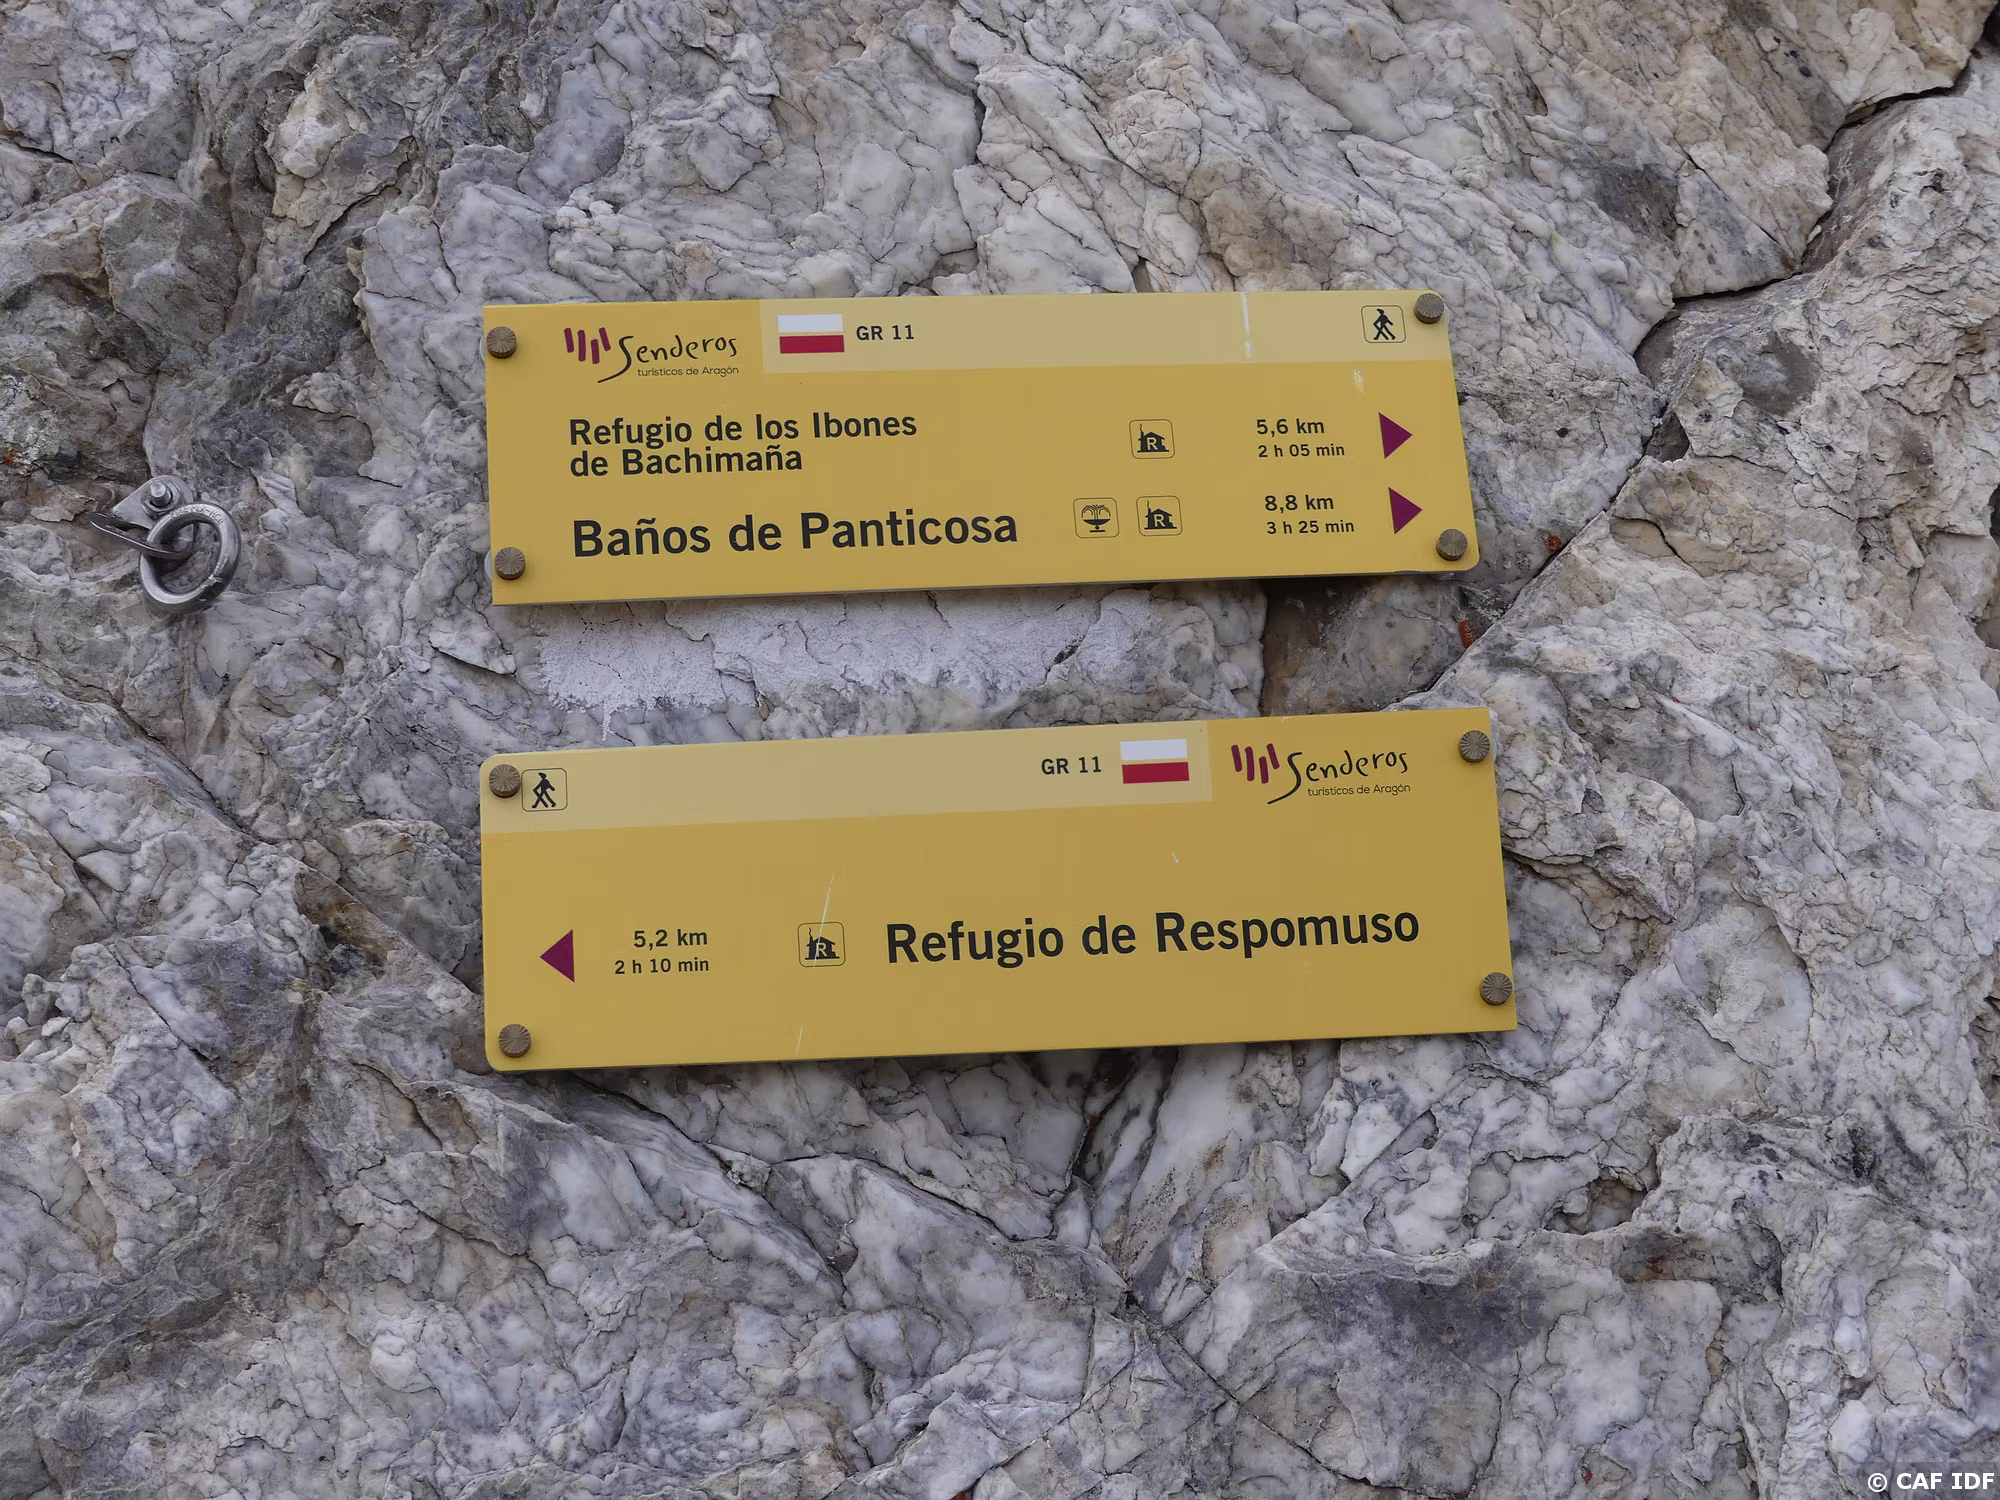 Senderos
turísticos de Aragón
GR 11
Refugio de los Ibones
de Bachimaña
R
5,6 km
2 h 05 min
Baños de Panticosa
R
8,8 km
3 h 25 min
GR 11
Senderos
turísticos de Aragón
5,2 km
2 h 10 min
R
Refugio de Respomuso
© CAF IDF